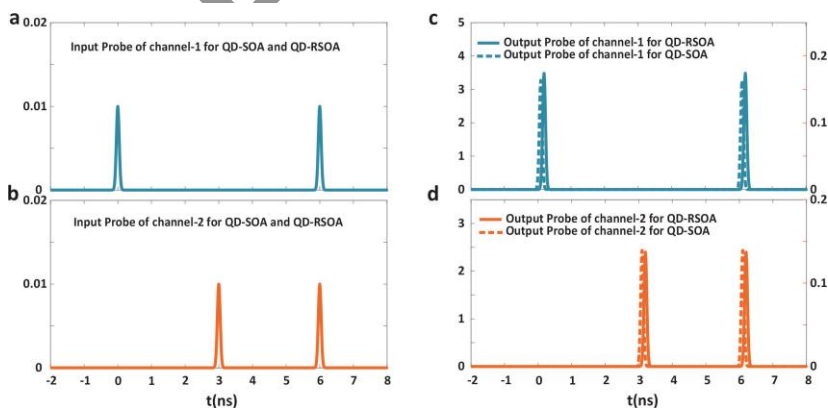 a
0.02
Input Probe of channel-1 for QD-SOA and QD-RSOA
0.01
0
b
0.02
Input Probe of channel-2 for QD-SOA and QD-RSOA
0.01
0
-2 0 1 2 3 4 5 6 7 8
t(ns)
c
5
4
3
2
1
0
Output Probe of channel-1 for QD-RSOA
Output Probe of channel-1 for QD-SOA
0.2
0.1
0
d
3
2
1
0
Output Probe of channel-2 for QD-RSOA
Output Probe of channel-2 for QD-SOA
0.2
0.1
0
-2 0 1 2 3 4 5 6 7 8
t(ns)